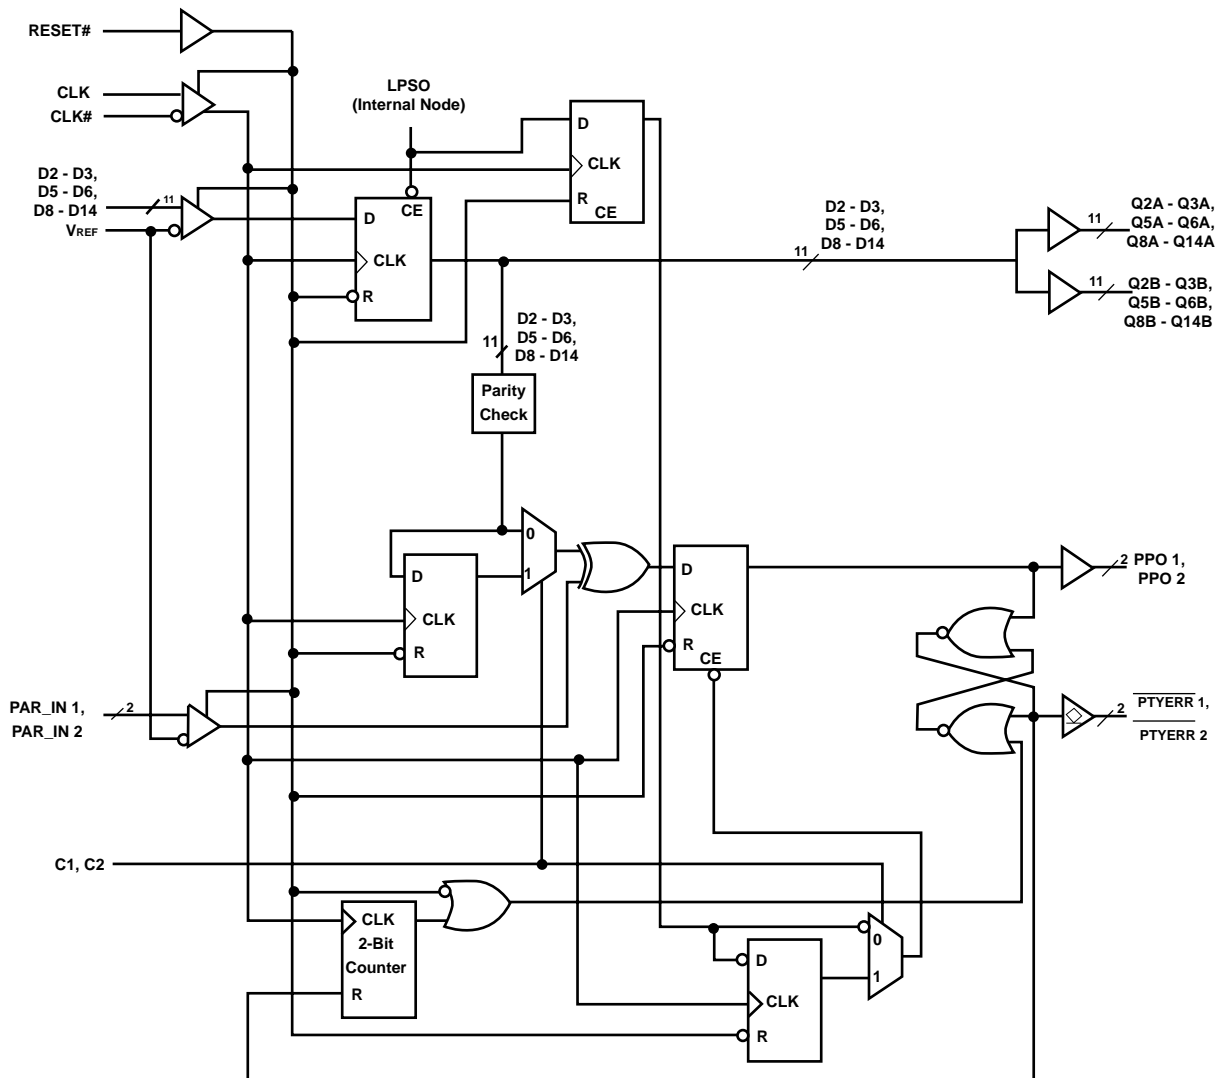 RESET#
CLK
CLK#
LPSO
(Internal Node)
D
CLK
R
CE
D2 - D3,
D5 - D6,
D8 - D14
11
VREF
D
CE
CLK
R
D2 - D3,
D5 - D6,
D8 - D14
11
11
Q2A - Q3A,
Q5A - Q6A,
Q8A - Q14A
11
Q2B - Q3B,
Q5B - Q6B,
Q8B - Q14B
11
D2 - D3,
D5 - D6,
D8 - D14
Parity
Check
0
1
D
CLK
R
D
CLK
R
CE
2
PPO 1,
PPO 2
PAR_IN 1,
PAR_IN 2
2
2
PTYERR 1,
PTYERR 2
C1, C2
CLK
2-Bit
Counter
R
0
1
D
CLK
R